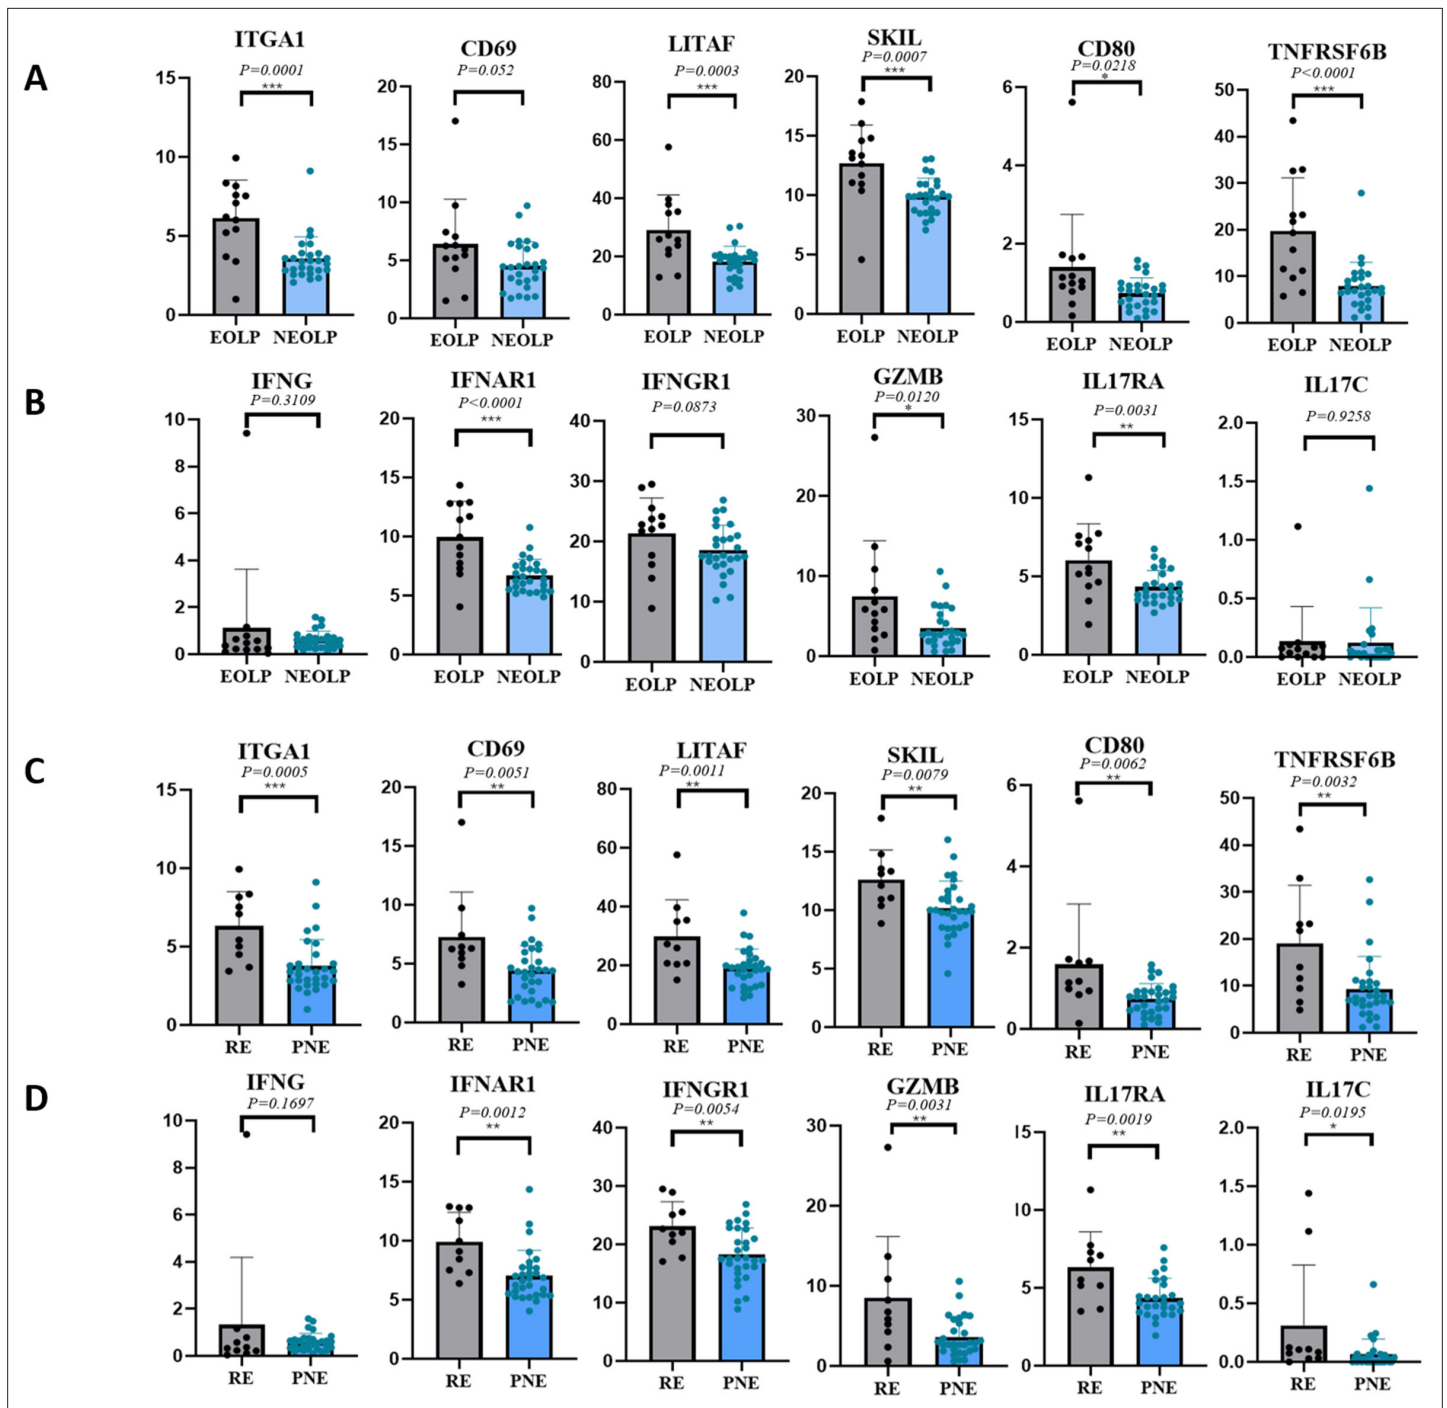 A
ITGA1
P=0.0001
***
15
10
5
0
EOLP NEOLP
CD69
P=0.052
20
15
10
5
0
EOLP NEOLP
LITAF
P=0.0003
***
80
60
40
20
0
EOLP NEOLP
SKIL
P=0.0007
***
20
15
10
5
0
EOLP NEOLP
CD80
P=0.0218
*
6
4
2
0
EOLP NEOLP
TNFRSF6B
P<0.0001
***
50
40
30
20
10
0
EOLP NEOLP
B
IFNG
P=0.3109
10
8
6
4
2
0
EOLP NEOLP
IFNAR1
P<0.0001
***
20
15
10
5
0
EOLP NEOLP
IFNGR1
P=0.0873
40
30
20
10
0
EOLP NEOLP
GZMB
P=0.0120
*
30
20
10
0
EOLP NEOLP
IL17RA
P=0.0031
**
15
10
5
0
EOLP NEOLP
IL17C
P=0.9258
2.0
1.5
1.0
0.5
0.0
EOLP NEOLP
C
ITGA1
P=0.0005
***
15
10
5
0
RE PNE
CD69
P=0.0051
**
20
15
10
5
0
RE PNE
LITAF
P=0.0011
**
80
60
40
20
0
RE PNE
SKIL
P=0.0079
**
20
15
10
5
0
RE PNE
CD80
P=0.0062
**
6
4
2
0
RE PNE
TNFRSF6B
P=0.0032
**
50
40
30
20
10
0
RE PNE
D
IFNG
P=0.1697
10
8
6
4
2
0
RE PNE
IFNAR1
P=0.0012
**
20
15
10
5
0
RE PNE
IFNGR1
P=0.0054
**
40
30
20
10
0
RE PNE
GZMB
P=0.0031
**
30
20
10
0
RE PNE
IL17RA
P=0.0019
**
15
10
5
0
RE PNE
IL17C
P=0.0195
*
2.0
1.5
1.0
0.5
0.0
RE PNE